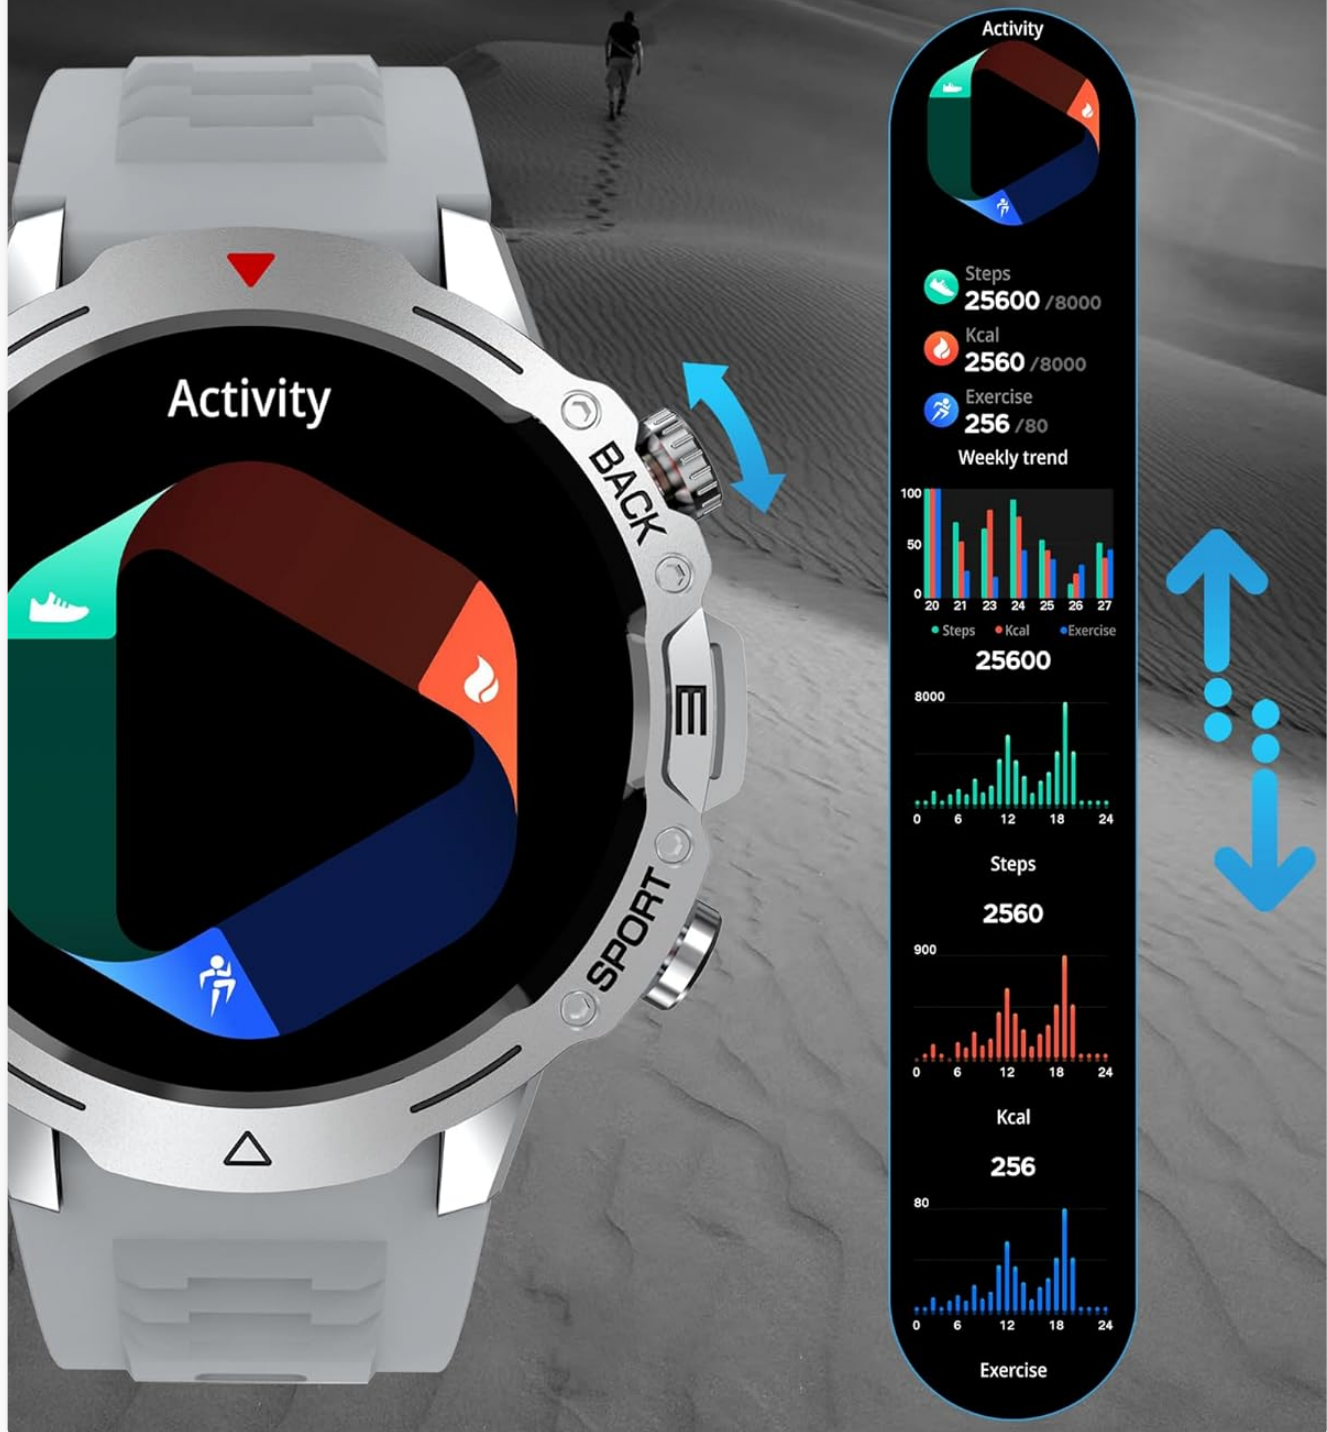 Activity
BACK
E
SPORT
Activity
Steps
25600 /8000
Kcal
2560 /8000
Exercise
256 /80
Weekly trend
100
50
0
20 21 23 24 25 26 27
Steps Kcal Exercise
25600
8000
0 6 12 18 24
Steps
2560
900
0 6 12 18 24
Kcal
256
80
0 6 12 18 24
Exercise